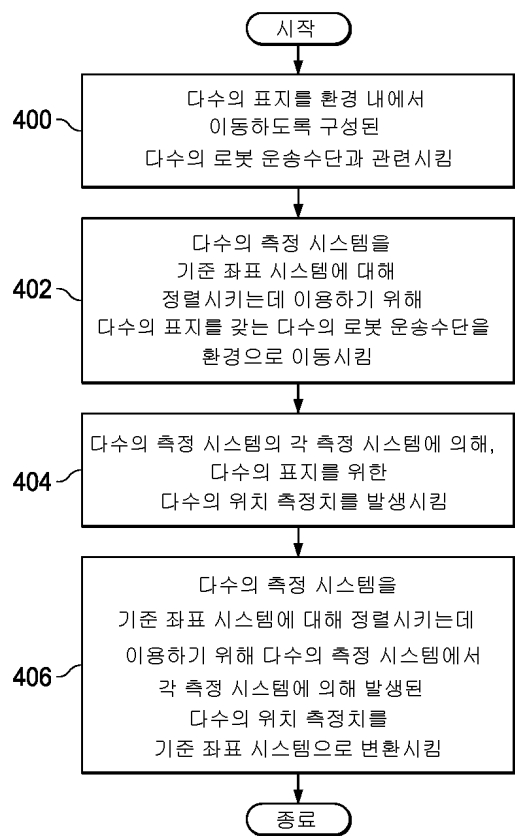 시작
400
다수의 표지를 환경 내에서
이동하도록 구성된
다수의 로봇 운송수단과 관련시킴
402
다수의 측정 시스템을
기준 좌표 시스템에 대해
정렬시키는데 이용하기 위해
다수의 표지를 갖는 다수의 로봇 운송수단을
환경으로 이동시킴
404
다수의 측정 시스템의 각 측정 시스템에 의해,
다수의 표지를 위한
다수의 위치 측정치를 발생시킴
406
다수의 측정 시스템을
기준 좌표 시스템에 대해 정렬시키는데
이용하기 위해 다수의 측정 시스템에서
각 측정 시스템에 의해 발생된
다수의 위치 측정치를
기준 좌표 시스템으로 변환시킴
종료